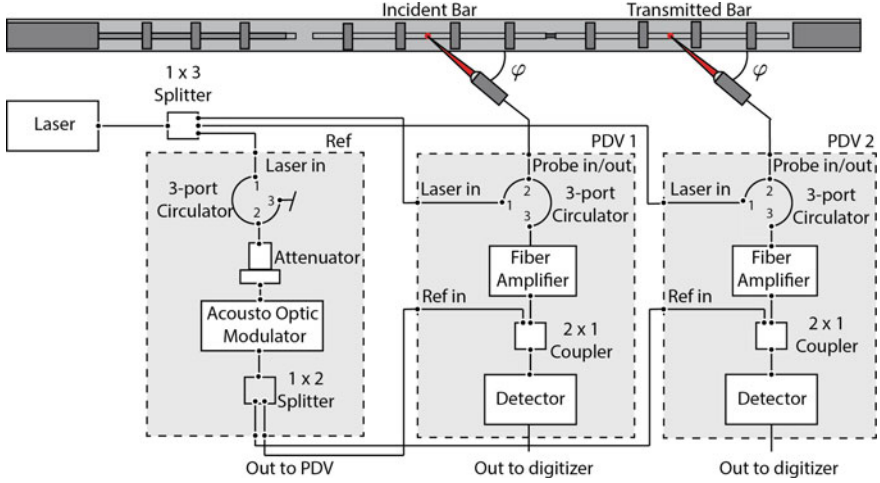 Incident Bar
Transmitted Bar
φ
φ
1 x 3
Splitter
Laser
Ref
PDV 1
PDV 2
Laser in
Probe in/out
Probe in/out
3-port
Circulator
1
2
3
Laser in
1
2
3
3-port
Circulator
Laser in
1
2
3
3-port
Circulator
Attenuator
Fiber
Amplifier
Fiber
Amplifier
Acousto Optic
Modulator
Ref in
Ref in
2 x 1
Coupler
2 x 1
Coupler
1 x 2
Splitter
Detector
Detector
Out to PDV
Out to digitizer
Out to digitizer